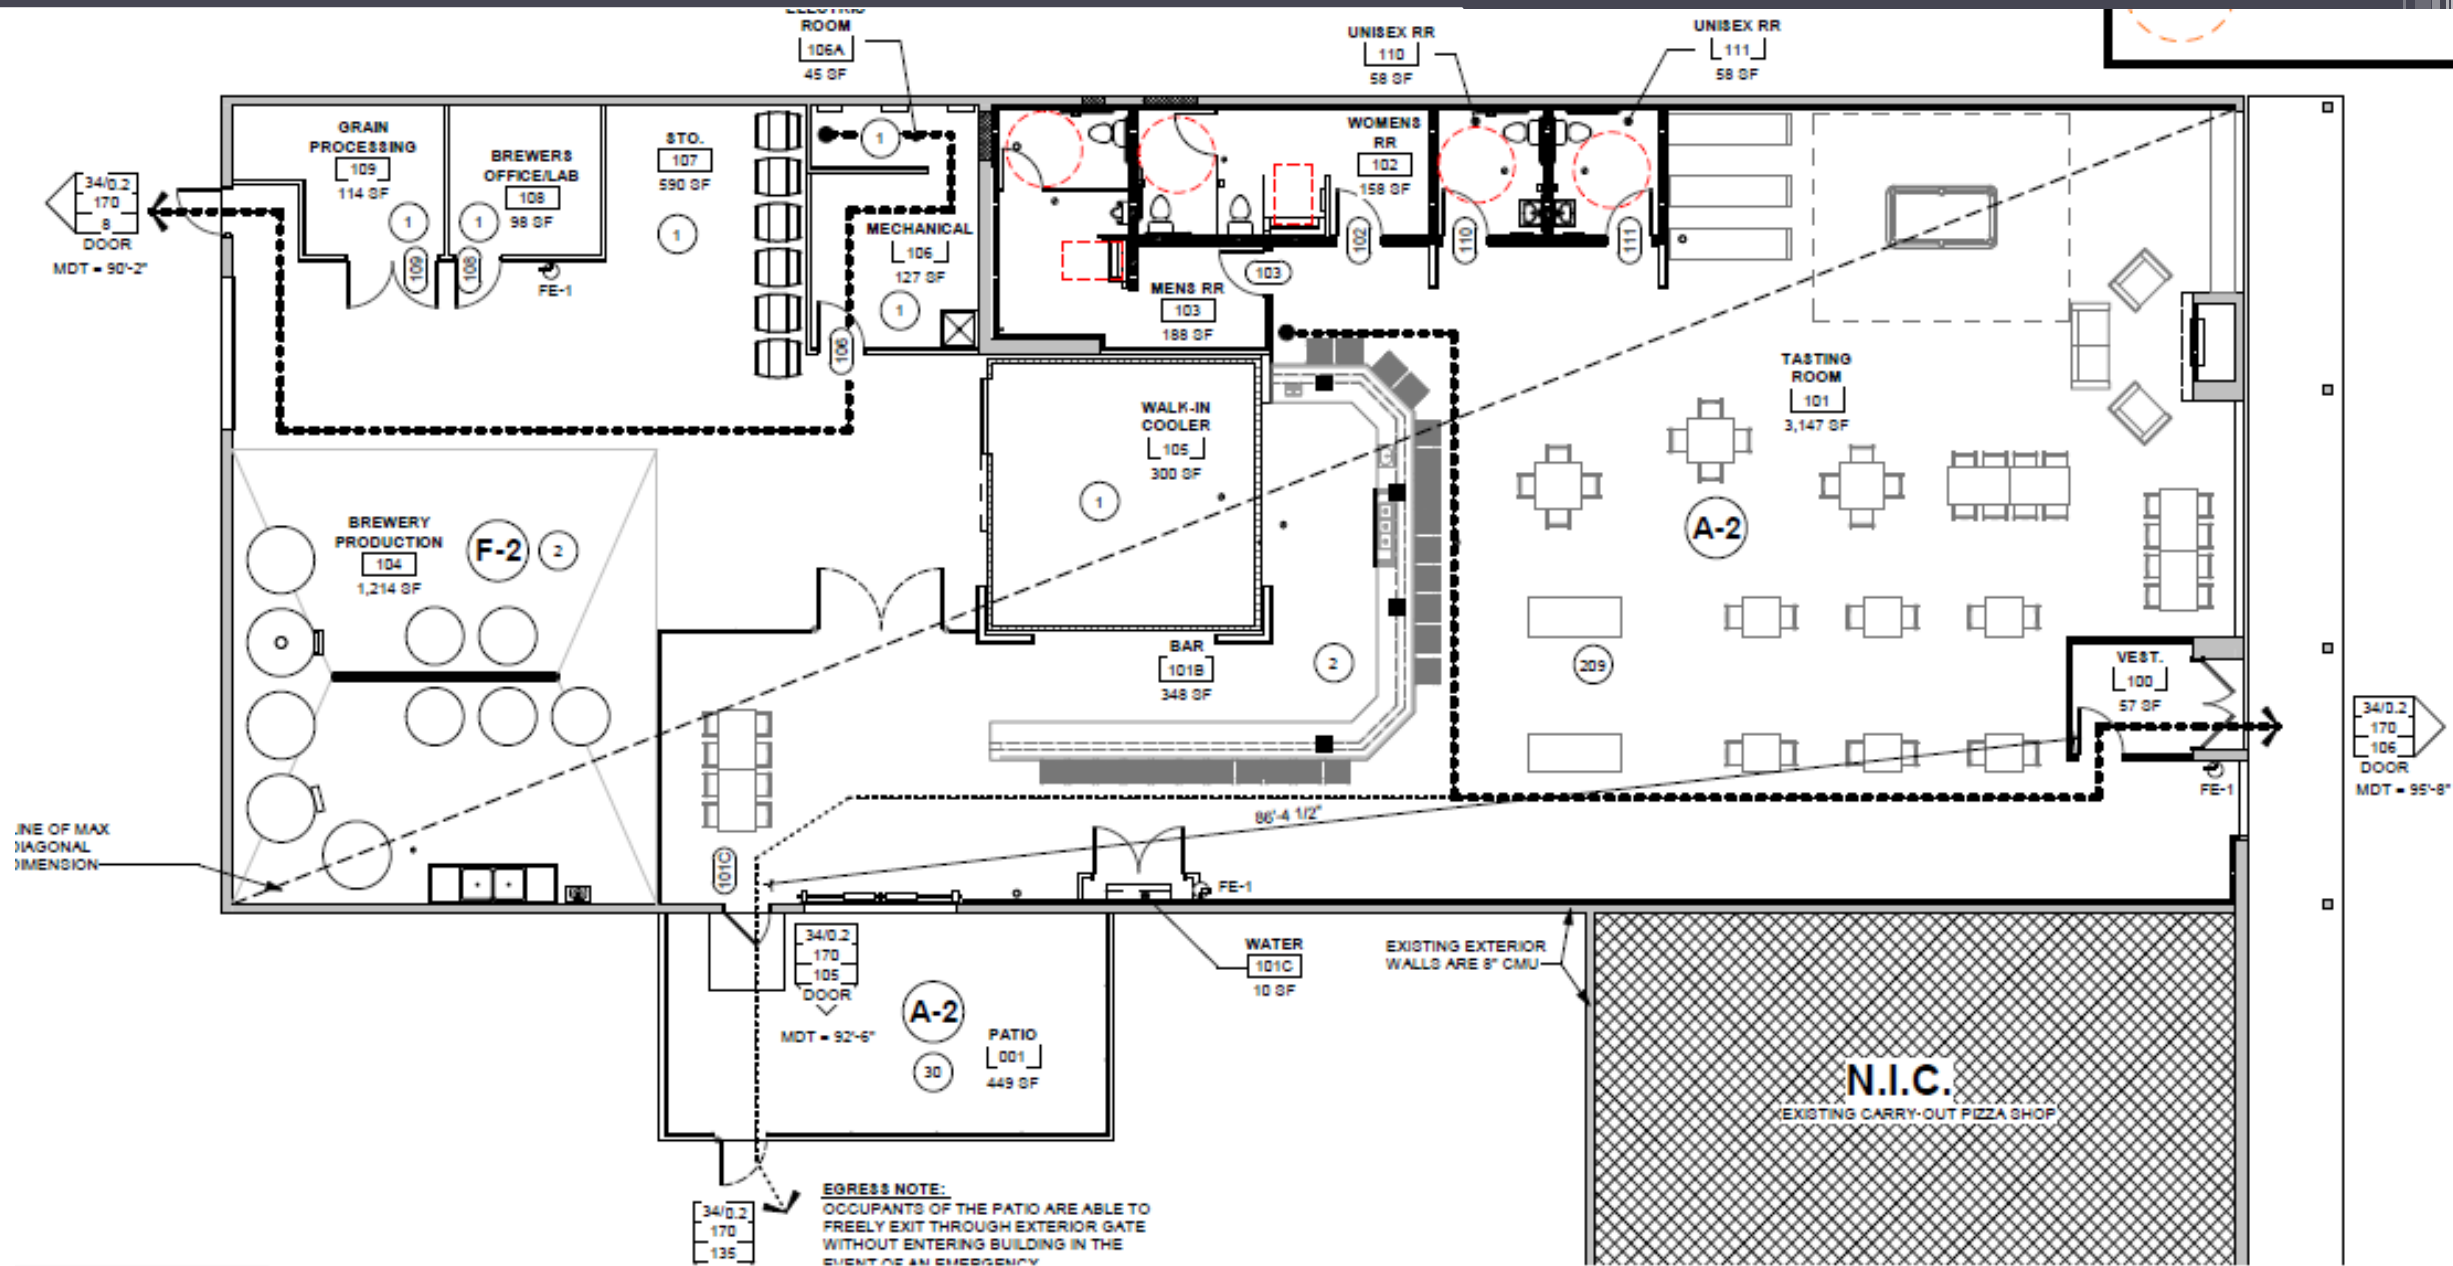 ROOM
106A
45 SF
UNISEX RR
110
58 SF
UNISEX RR
111
58 SF
GRAIN
PROCESSING
109
114 SF
1
109
BREWERS
OFFICE/LAB
108
98 SF
1
108
FE-1
STO.
107
590 SF
1
1
MECHANICAL
106
127 SF
1
106
WOMENS
RR
102
158 SF
102
110
111
103
MENS RR
103
188 SF
34/0.2
170
8
DOOR
MDT = 90'-2"
TASTING
ROOM
101
3,147 SF
A-2
209
WALK-IN
COOLER
105
300 SF
1
BREWERY
PRODUCTION
104
1,214 SF
F-2
2
BAR
101B
348 SF
2
VEST.
100
57 SF
34/0.2
170
106
DOOR
MDT = 95'-8"
FE-1
86'-4 1/2"
LINE OF MAX
DIAGONAL
DIMENSION
101C
FE-1
34/0.2
170
105
DOOR
MDT = 92'-6"
WATER
101C
10 SF
EXISTING EXTERIOR
WALLS ARE 8" CMU
A-2
30
PATIO
001
449 SF
N.I.C.
EXISTING CARRY-OUT PIZZA SHOP
34/0.2
170
135
EGRESS NOTE:
OCCUPANTS OF THE PATIO ARE ABLE TO
FREELY EXIT THROUGH EXTERIOR GATE
WITHOUT ENTERING BUILDING IN THE
EVENT OF AN EMERGENCY